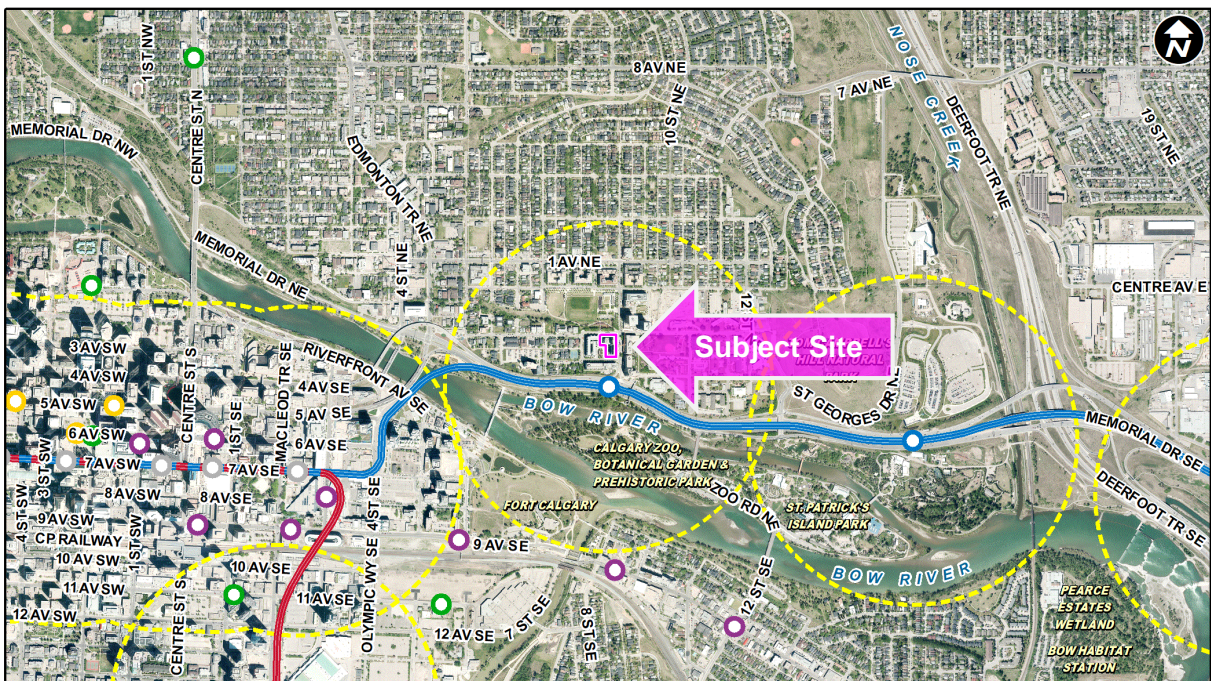 N
1 ST NW
CENTRE ST N
8 AV NE
10 ST NE
7 AV NE
NOSE CREEK
DEERFOOT TR NE
19 ST NE
MEMORIAL DR NW
EDMONTON TR NE
MEMORIAL DR NE
4 ST NE
1 AV NE
12 ST
CENTRE AV E
Subject Site
HILL NATURAL
PARK
3 AV SW
4 AV SW
5 AV SW
6 AV SW
7 AV SW
3 ST SW
CENTRE ST S
1 ST SE
MACLEOD TR SE
RIVERFRONT AV SE
4 AV SE
5 AV SE
6 AV SE
7 AV SE
BOW RIVER
ST GEORGES DR NE
MEMORIAL DR SE
CALGARY ZOO,
BOTANICAL GARDEN &
PREHISTORIC PARK
ZOO RD NE
FORT CALGARY
ST. PATRICK'S
ISLAND PARK
DEERFOOT TR SE
4 ST SW
8 AV SW
8 AV SE
4 ST SE
9 AV SW
CP RAILWAY
1 ST SW
10 AV SW
11 AV SW
12 AV SW
CENTRE ST S
10 AV SE
11 AV SE
OLYMPIC WY SE
9 AV SE
12 AV SE
7 ST SE
8 ST SE
12 ST SE
BOW RIVER
PEARCE
ESTATES
WETLAND
BOW HABITAT
STATION